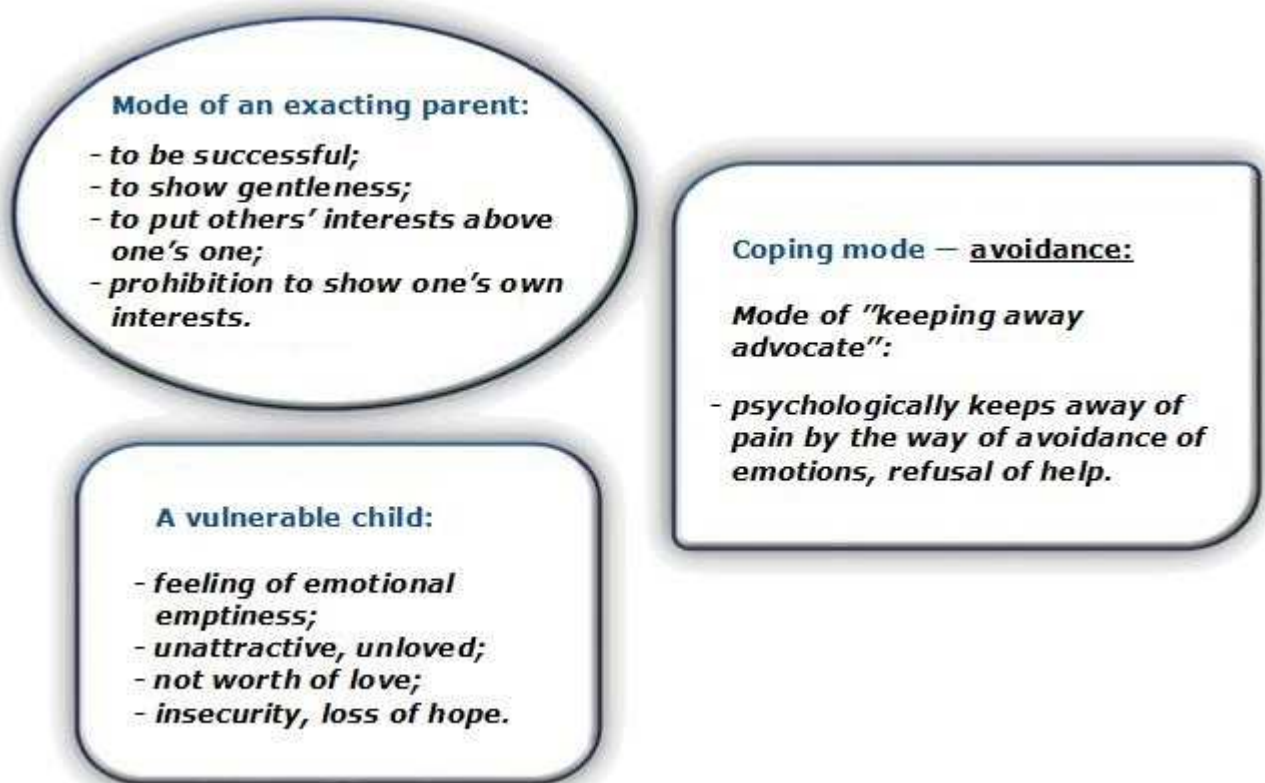 Mode of an exacting parent:
- to be successful;
- to show gentleness;
- to put others’ interests above
one’s one;
- prohibition to show one’s own
interests.
Coping mode — avoidance:
Mode of ”keeping away
advocate”:
- psychologically keeps away of
pain by the way of avoidance of
emotions, refusal of help.
A vulnerable child:
- feeling of emotional
emptiness;
- unattractive, unloved;
- not worth of love;
- insecurity, loss of hope.